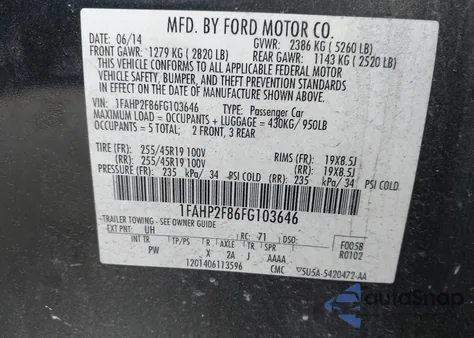 MFD. BY FORD MOTOR CO.
DATE: 06/14 GVWR: 2386 KG (5260 LB)
FRONT GAWR: 1279 KG (2820 LB) REAR GAWR: 1143 KG (2520 LB)
THIS VEHICLE CONFORMS TO ALL APPLICABLE FEDERAL MOTOR
VEHICLE SAFETY, BUMPER, AND THEFT PREVENTION STANDARDS IN
EFFECT ON THE DATE OF MANUFACTURE SHOWN ABOVE.
VIN: 1FAHP2F86FG103646 TYPE: Passenger Car
MAXIMUM LOAD = OCCUPANTS + LUGGAGE = 430KG/950LB
OCCUPANTS = 5 TOTAL: 2 FRONT, 3 REAR
TIRE (FR): 255/45R19 100V RIMS (FR): 19X8.5J
(RR): 255/45R19 100V (RR): 19X8.5J
PRESSURE (FR): 235 kPa/ 34 PSI COLD. (RR): 235 kPa/ 34 PSI COLD
1FAHP2F86FG103646
TRAILER TOWING - SEE OWNER GUIDE
EXT PNT: UH RC: 71 DSO: F0058
INT TR TP/PS R AXLE TR SPR R0102
PW X 2A J AAAA
1201406113596 CMC SU5A-5420472-AA
autoSnap